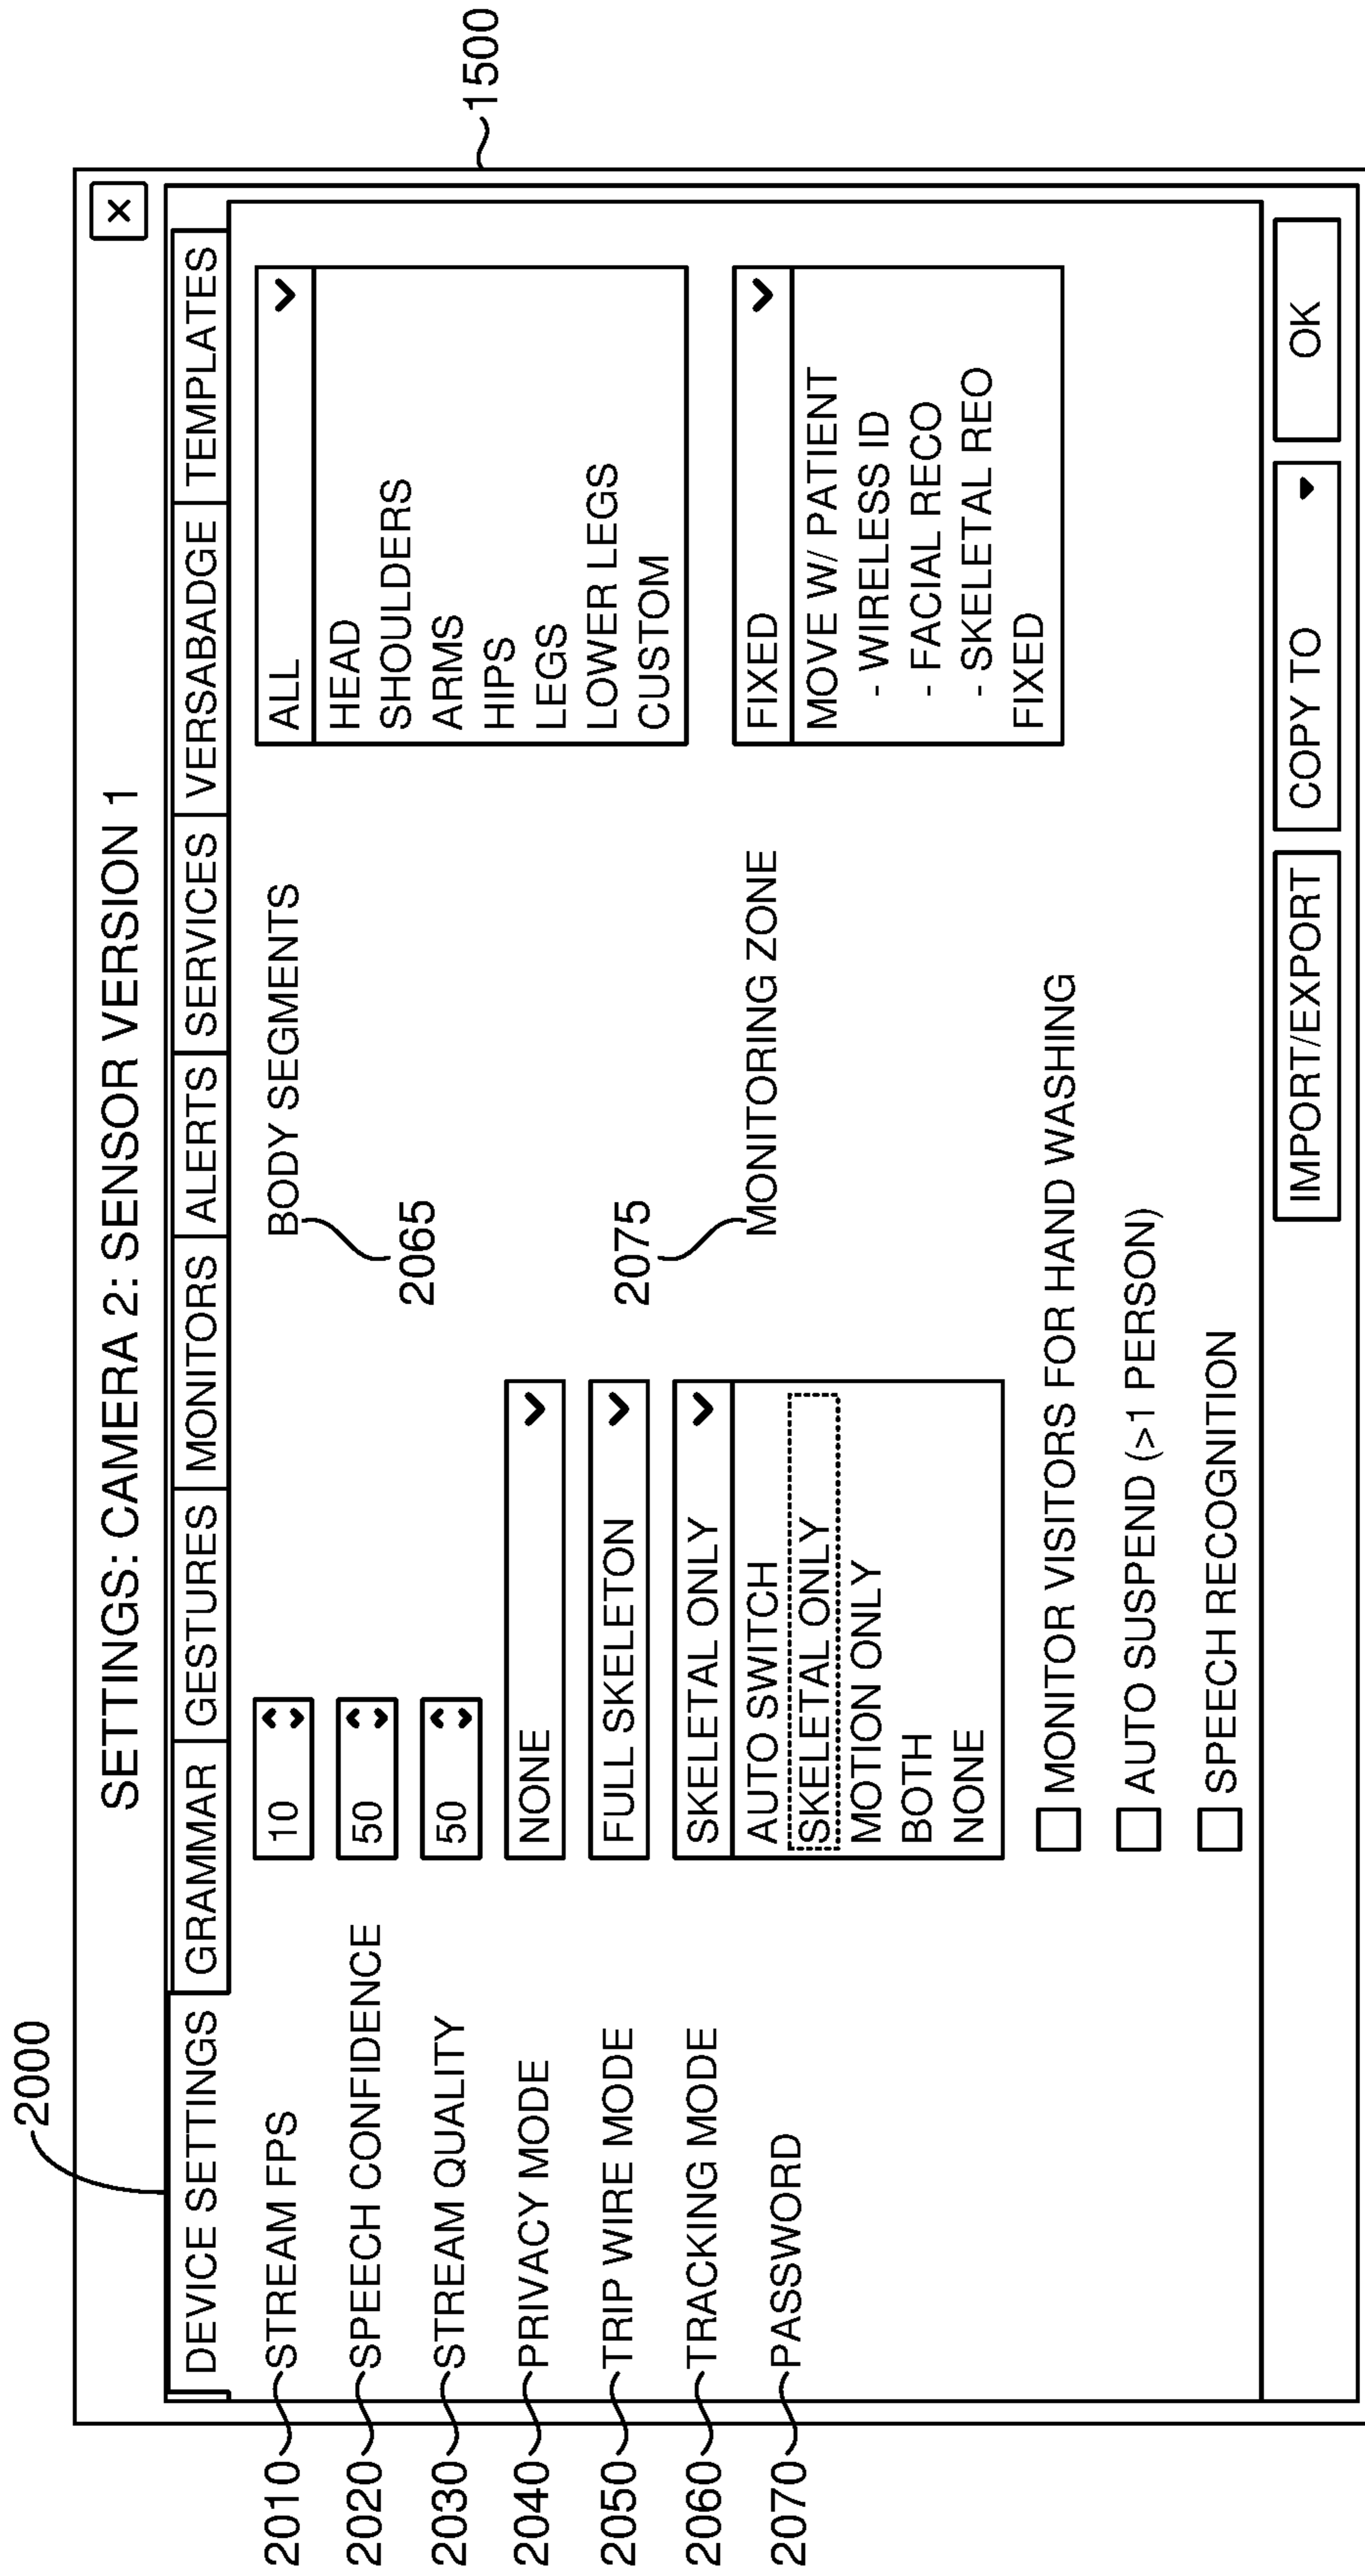 2000
SETTINGS: CAMERA 2: SENSOR VERSION 1
X
1500
DEVICE SETTINGS GRAMMAR GESTURES MONITORS ALERTS SERVICES VERSABADGE TEMPLATES
2010 STREAM FPS 10
2020 SPEECH CONFIDENCE 50
2030 STREAM QUALITY 50
2040 PRIVACY MODE NONE
2050 TRIP WIRE MODE FULL SKELETON
2060 TRACKING MODE SKELETAL ONLY
AUTO SWITCH
SKELETAL ONLY
MOTION ONLY
BOTH
NONE
2070 PASSWORD
MONITOR VISITORS FOR HAND WASHING
AUTO SUSPEND (>1 PERSON)
SPEECH RECOGNITION
BODY SEGMENTS
2065
ALL
HEAD
SHOULDERS
ARMS
HIPS
LEGS
LOWER LEGS
CUSTOM
2075
MONITORING ZONE
FIXED
MOVE W/ PATIENT
- WIRELESS ID
- FACIAL RECO
- SKELETAL REO
FIXED
IMPORT/EXPORT COPY TO OK